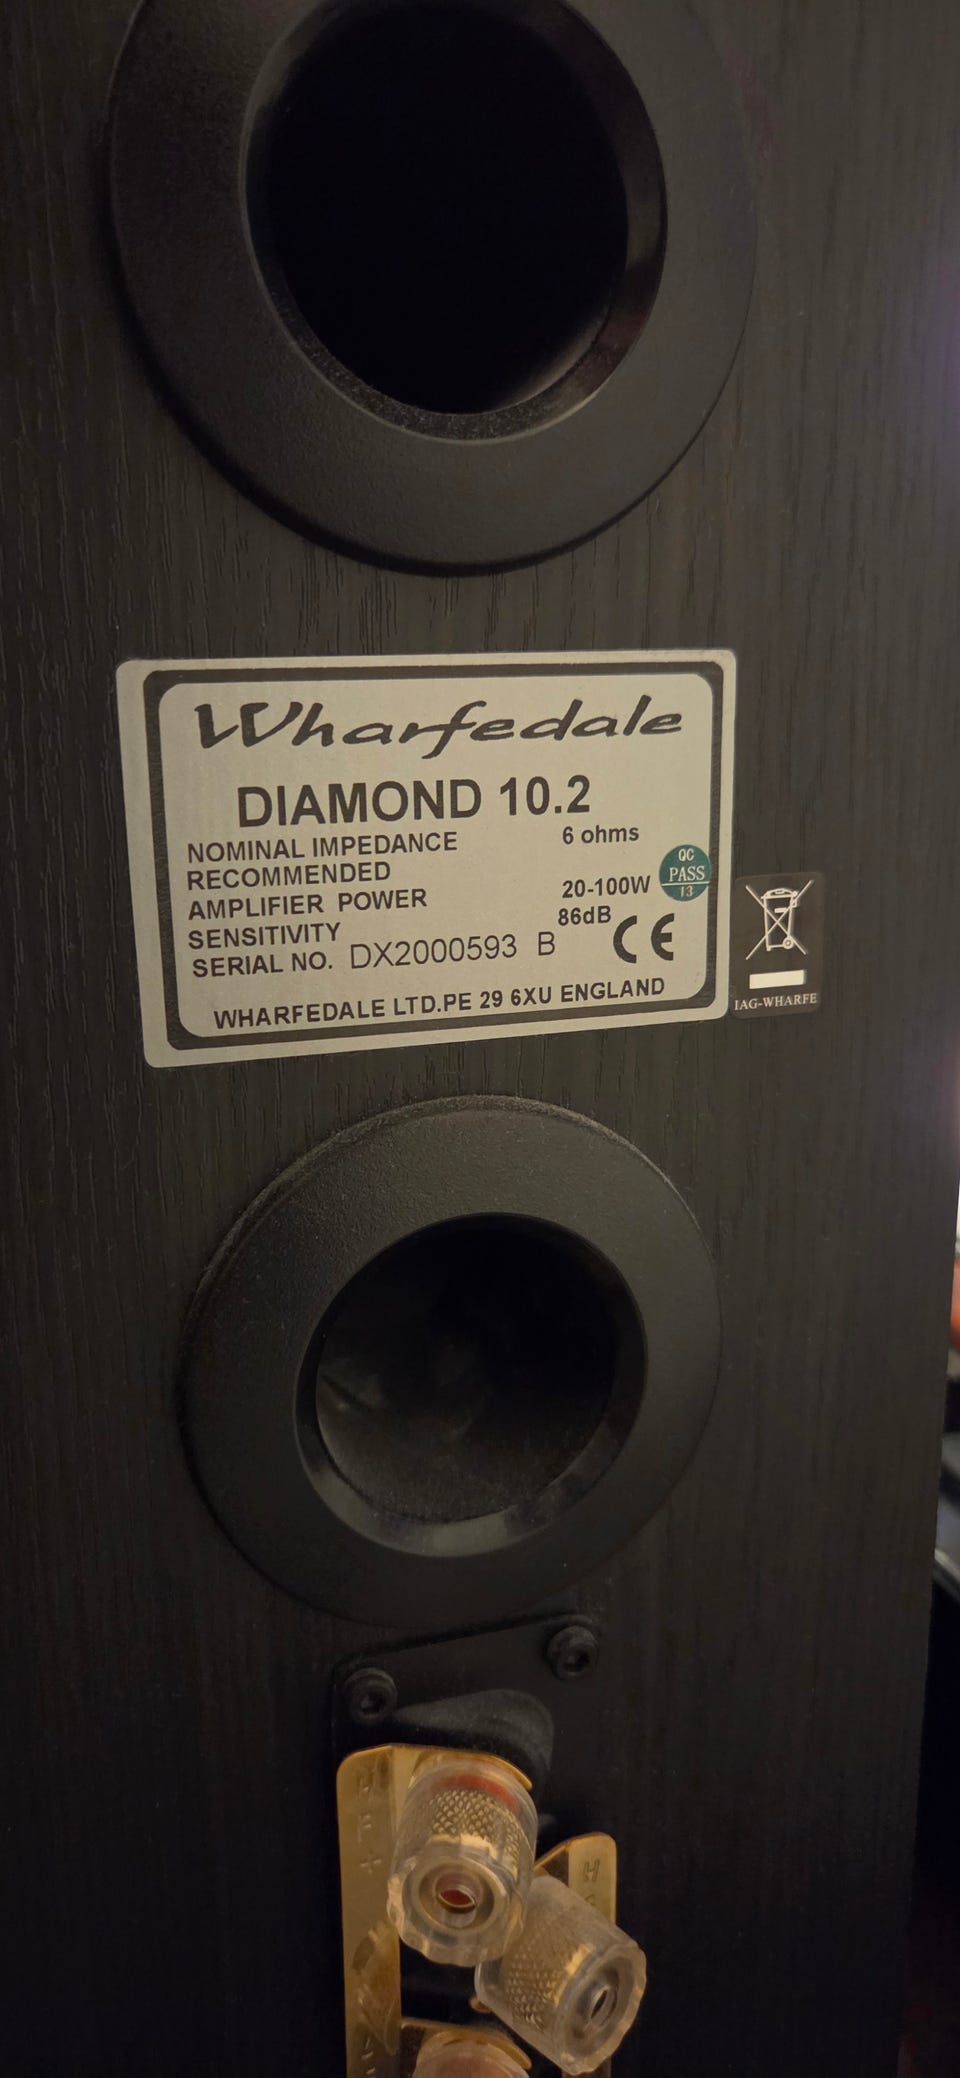 Wharfedale
DIAMOND 10.2
NOMINAL IMPEDANCE 6 ohms
RECOMMENDED
AMPLIFIER POWER 20-100W
SENSITIVITY 86dB
SERIAL NO. DX2000593 B
WHARFEDALE LTD.PE 29 6XU ENGLAND
QC
PASS
13
CE
IAG-WHARFE
H